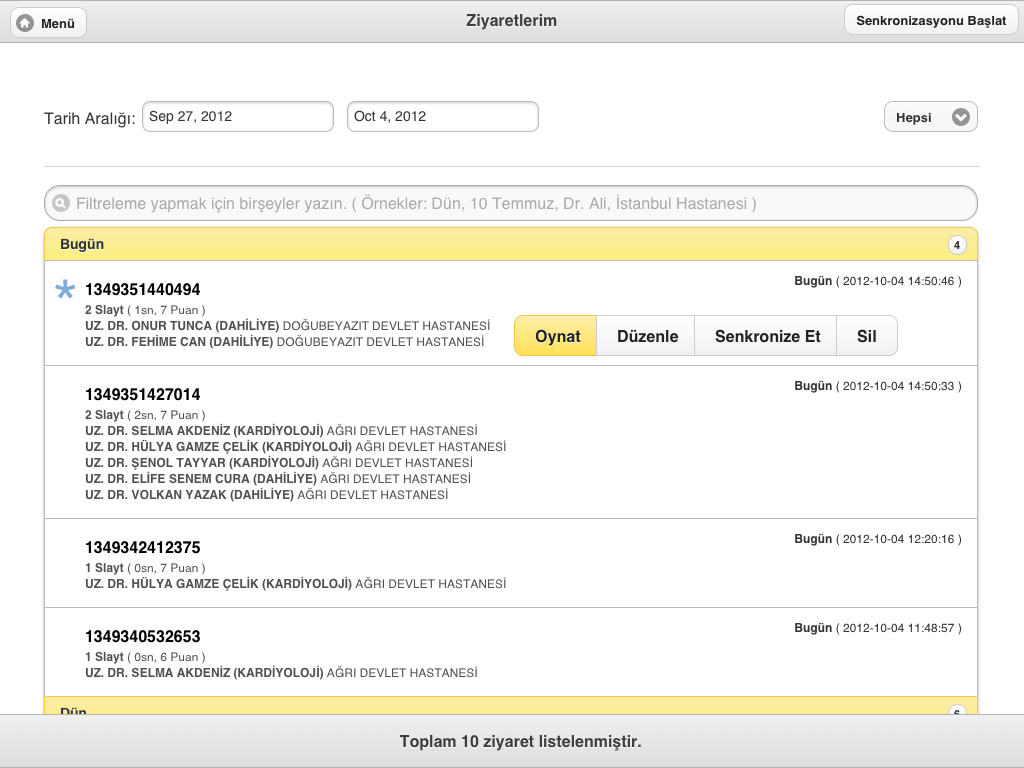 Menü
Ziyaretlerim
Senkronizasyonu Başlat
Tarih Aralığı: Sep 27, 2012 Oct 4, 2012
Hepsi
Filtreleme yapmak için birşeyler yazın. ( Örnekler: Dün, 10 Temmuz, Dr. Ali, İstanbul Hastanesi )
Bugün 4
1349351440494
Bugün ( 2012-10-04 14:50:46 )
2 Slayt ( 1sn, 7 Puan )
UZ. DR. ONUR TUNCA (DAHİLİYE) DOĞUBEYAZIT DEVLET HASTANESİ
UZ. DR. FEHİME CAN (DAHİLİYE) DOĞUBEYAZIT DEVLET HASTANESİ
Oynat Düzenle Senkronize Et Sil
1349351427014
Bugün ( 2012-10-04 14:50:33 )
2 Slayt ( 2sn, 7 Puan )
UZ. DR. SELMA AKDENİZ (KARDİYOLOJİ) AĞRI DEVLET HASTANESİ
UZ. DR. HÜLYA GAMZE ÇELİK (KARDİYOLOJİ) AĞRI DEVLET HASTANESİ
UZ. DR. ŞENOL TAYYAR (KARDİYOLOJİ) AĞRI DEVLET HASTANESİ
UZ. DR. ELİFE SENEM CURA (DAHİLİYE) AĞRI DEVLET HASTANESİ
UZ. DR. VOLKAN YAZAK (DAHİLİYE) AĞRI DEVLET HASTANESİ
1349342412375
Bugün ( 2012-10-04 12:20:16 )
1 Slayt ( 0sn, 7 Puan )
UZ. DR. HÜLYA GAMZE ÇELİK (KARDİYOLOJİ) AĞRI DEVLET HASTANESİ
1349340532653
Bugün ( 2012-10-04 11:48:57 )
1 Slayt ( 0sn, 6 Puan )
UZ. DR. SELMA AKDENİZ (KARDİYOLOJİ) AĞRI DEVLET HASTANESİ
Dün 6
Toplam 10 ziyaret listelenmiştir.